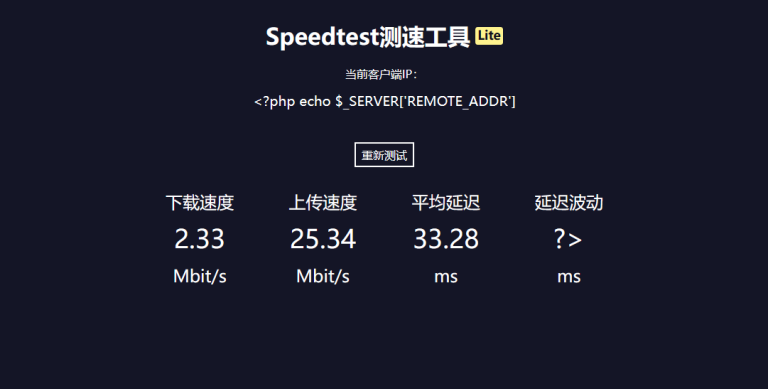 Speedtest测速工具 Lite
当前客户端IP:
<?php echo $_SERVER['REMOTE_ADDR']
重新测试
下载速度 上传速度 平均延迟 延迟波动
2.33 25.34 33.28 ?>
Mbit/s Mbit/s ms ms